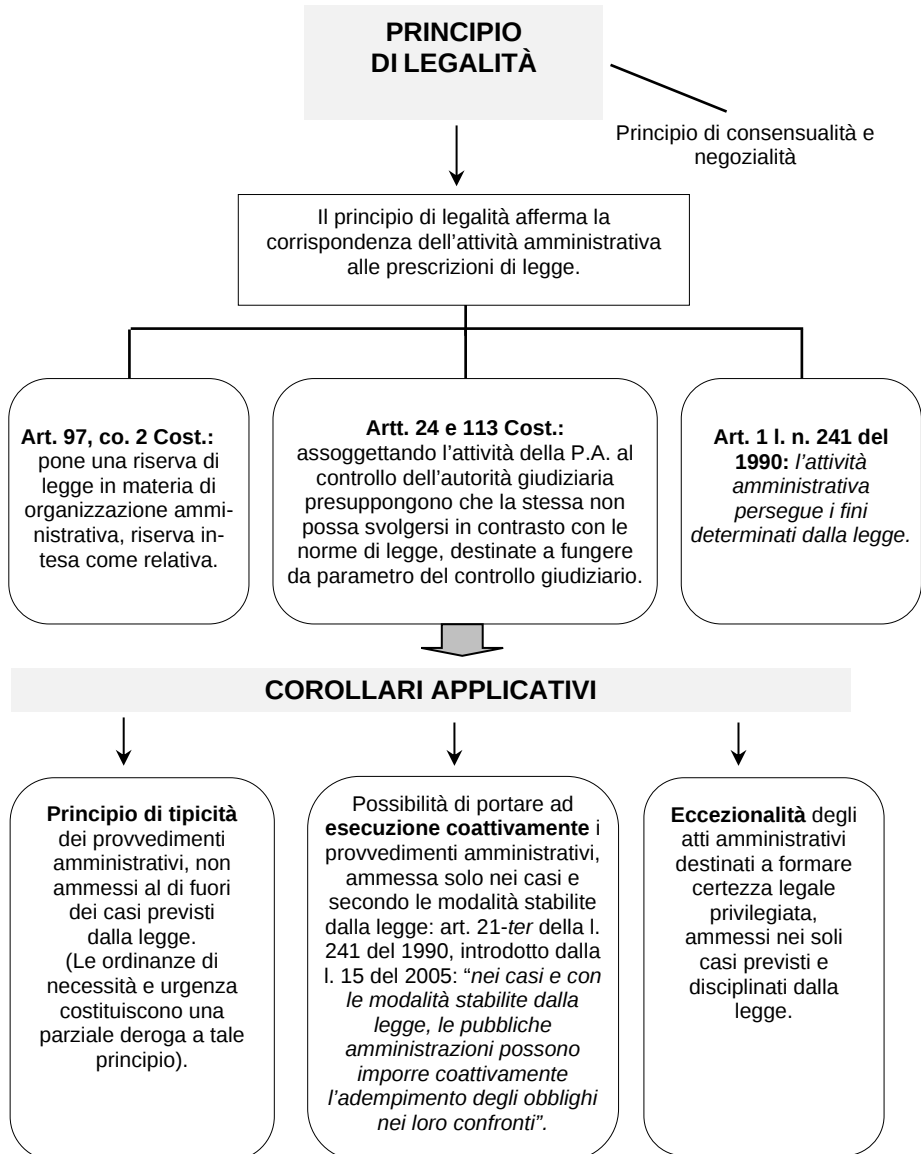 PRINCIPIO
DI LEGALITÀ
Principio di consensualità e
negozialità
Il principio di legalità afferma la
corrispondenza dell’attività amministrativa
alle prescrizioni di legge.
Art. 97, co. 2 Cost.:
pone una riserva di
legge in materia di
organizzazione ammi-
nistrativa, riserva in-
tesa come relativa.
Artt. 24 e 113 Cost.:
assoggettando l’attività della P.A. al
controllo dell’autorità giudiziaria
presuppongono che la stessa non
possa svolgersi in contrasto con le
norme di legge, destinate a fungere
da parametro del controllo giudiziario.
Art. 1 l. n. 241 del
1990: l’attività
amministrativa
persegue i fini
determinati dalla legge.
COROLLARI APPLICATIVI
Principio di tipicità
dei provvedimenti
amministrativi, non
ammessi al di fuori
dei casi previsti
dalla legge.
(Le ordinanze di
necessità e urgenza
costituiscono una
parziale deroga a tale
principio).
Possibilità di portare ad
esecuzione coattivamente i
provvedimenti amministrativi,
ammessa solo nei casi e
secondo le modalità stabilite
dalla legge: art. 21-ter della l.
241 del 1990, introdotto dalla
l. 15 del 2005: “nei casi e con
le modalità stabilite dalla
legge, le pubbliche
amministrazioni possono
imporre coattivamente
l’adempimento degli obblighi
nei loro confronti”.
Eccezionalità degli
atti amministrativi
destinati a formare
certezza legale
privilegiata,
ammessi nei soli
casi previsti e
disciplinati dalla
legge.